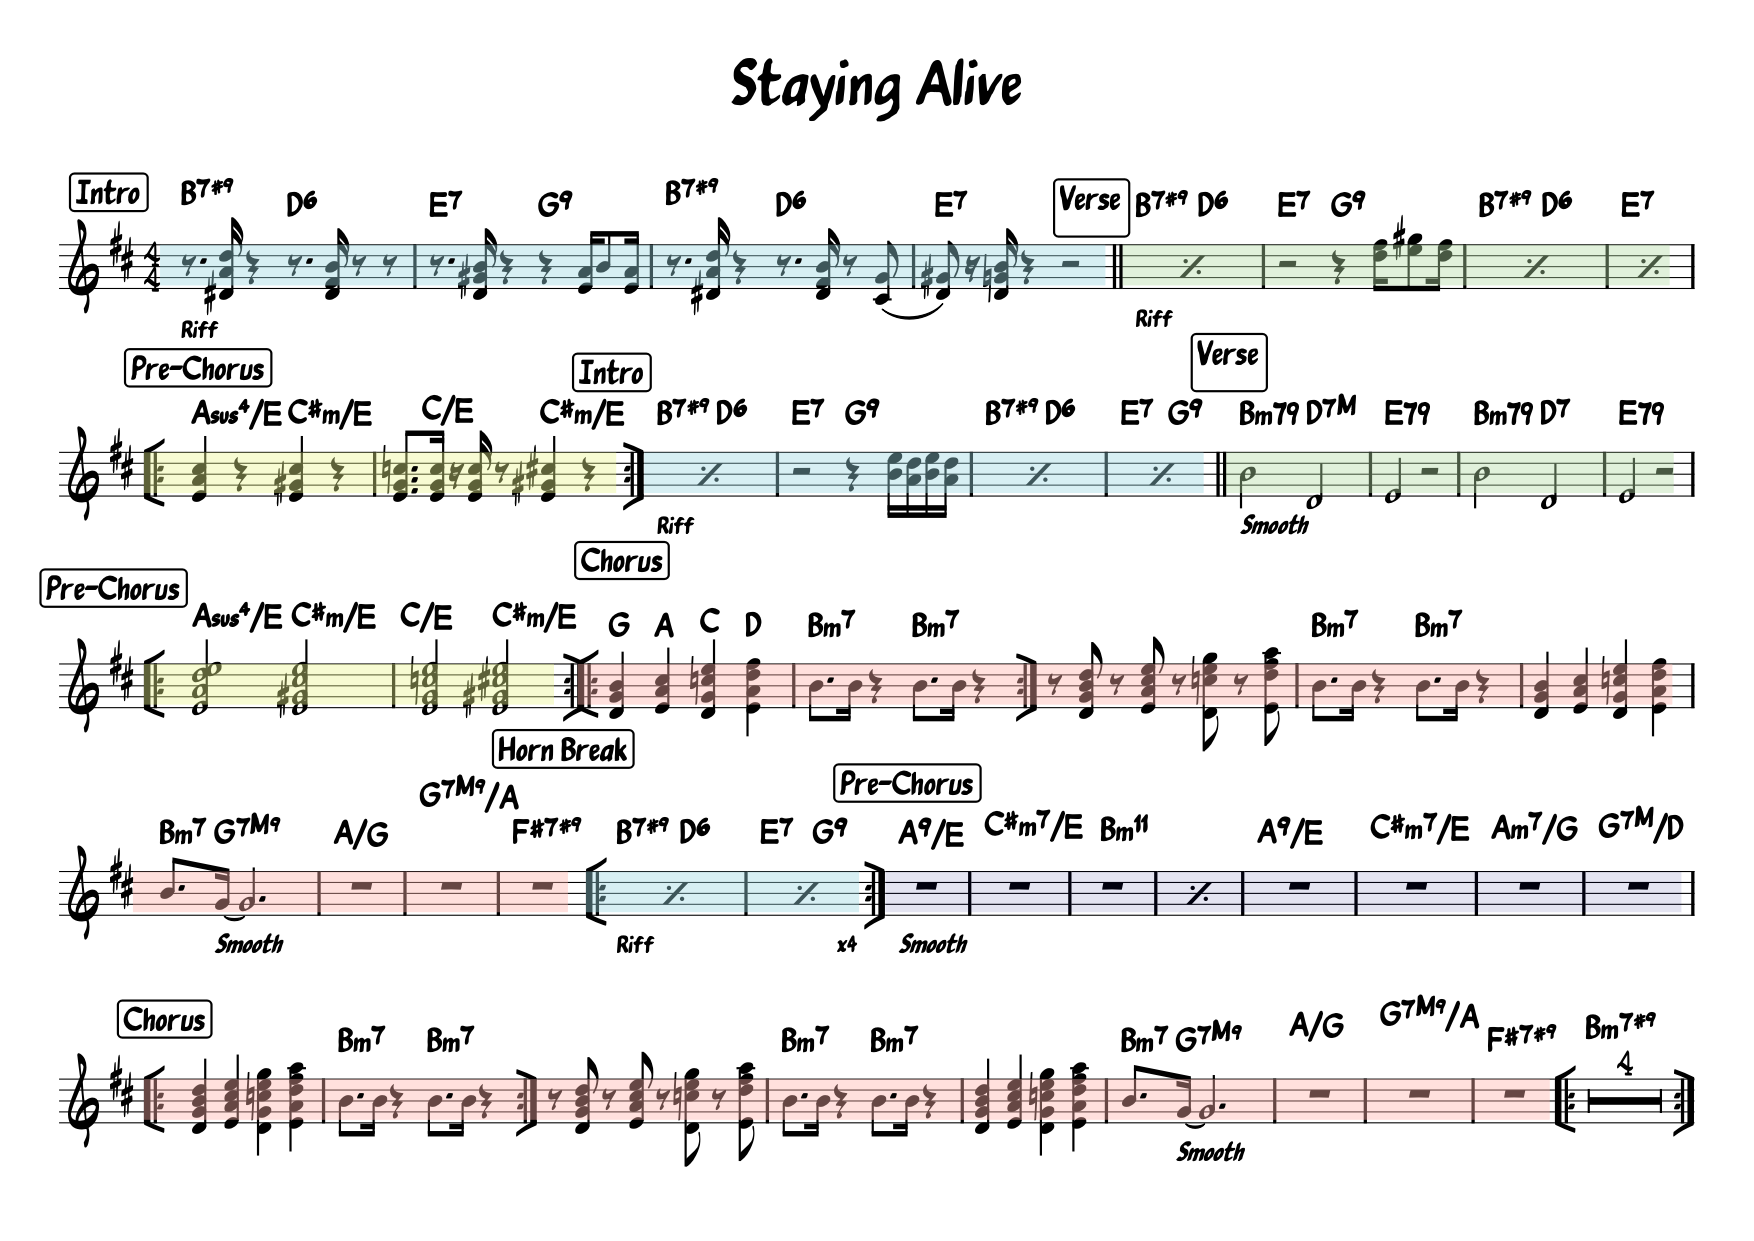 Staying Alive
Intro B7#9 D6 E7 G9 B7#9 D6 E7 Verse B7#9 D6 E7 G9 B7#9 D6 E7
4
4
Riff Riff
Pre-Chorus Intro Verse
Asus4/E C#m/E C/E C#m/E B7#9 D6 E7 G9 B7#9 D6 E7 G9 Bm79 D7M E79 Bm79 D7 E79
Riff Smooth
Pre-Chorus Chorus
Asus4/E C#m/E C/E C#m/E G A C D Bm7 Bm7 Bm7 Bm7
Horn Break Pre-Chorus
Bm7 G7M9 A/G G7M9/A F#7#9 B7#9 D6 E7 G9 A9/E C#m7/E Bm11 A9/E C#m7/E Am7/G G7M/D
Smooth Riff x4 Smooth
Chorus
Bm7 Bm7 Bm7 Bm7 Bm7 G7M9 A/G G7M9/A F#7#9 Bm7#9
4
Smooth